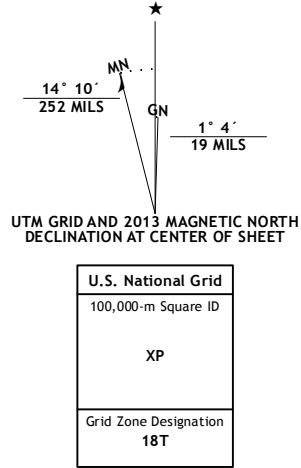 ★
MN
GN
14° 10´
252 MILS
1° 4´
19 MILS
UTM GRID AND 2013 MAGNETIC NORTH
DECLINATION AT CENTER OF SHEET
U.S. National Grid
100,000-m Square ID
XP
Grid Zone Designation
18T